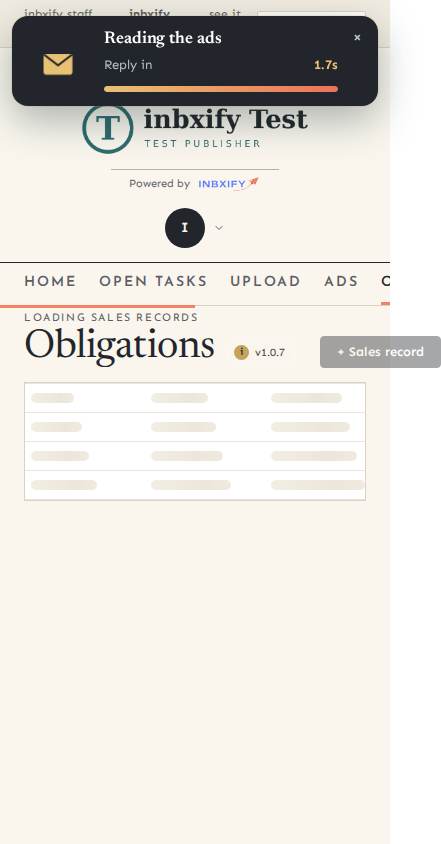 inbxify staff inbxify see it
Reading the ads ×
Reply in 1.7s
T inbxify Test
TEST PUBLISHER
Powered by INBXIFY
I
HOME OPEN TASKS UPLOAD ADS
LOADING SALES RECORDS
Obligations i v1.0.7 + Sales record